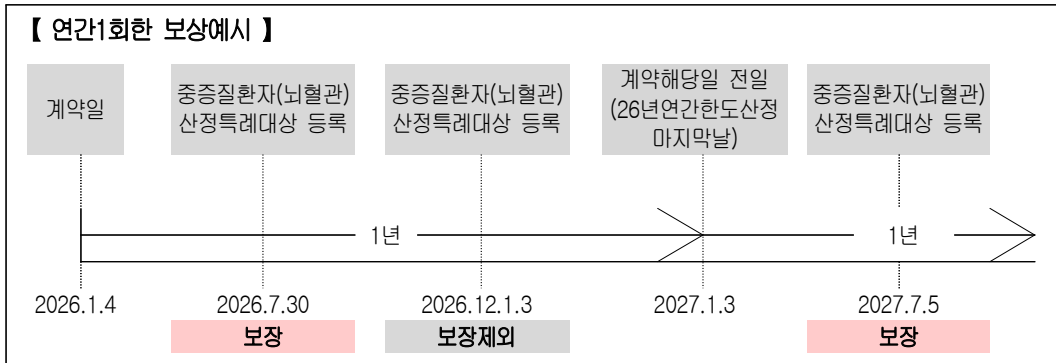 【 연간1회한 보상예시 】
계약일
중증질환자(뇌혈관)
산정특례대상 등록
중증질환자(뇌혈관)
산정특례대상 등록
계약해당일 전일
(26년연간한도산정
마지막날)
중증질환자(뇌혈관)
산정특례대상 등록
1년
1년
2026.1.4
2026.7.30
2026.12.1.3
2027.1.3
2027.7.5
보장
보장제외
보장